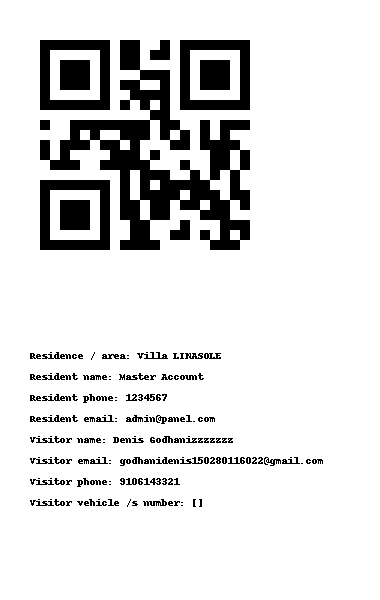 Residence / area: Villa LINASOLE
Resident name: Master Account
Resident phone: 1234567
Resident email: admin@panel.com
Visitor name: Denis Godhanizzzzzzz
Visitor email: godhanidenis150280116022@gmail.com
Visitor phone: 9106143321
Visitor vehicle /s number: []